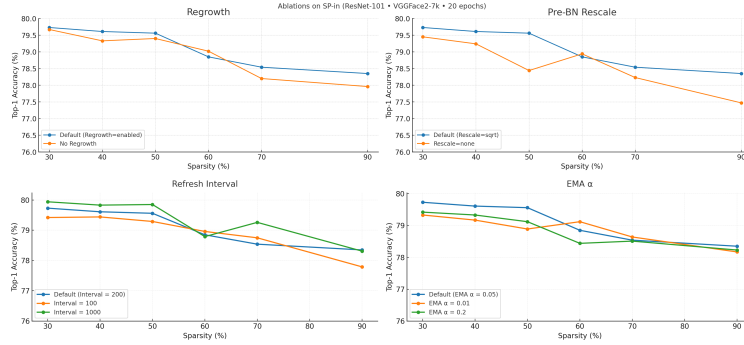 Ablations on SP-in (ResNet-101 • VGGFace2-7k • 20 epochs)
Regrowth
80.0
79.5
79.0
78.5
78.0
77.5
77.0
76.5
76.0
Top-1 Accuracy (%)
Default (Regrowth=enabled)
No Regrowth
30 40 50 60 70 90
Sparsity (%)
Pre-BN Rescale
80.0
79.5
79.0
78.5
78.0
77.5
77.0
76.5
76.0
Top-1 Accuracy (%)
Default (Rescale=sqrt)
Rescale=none
30 40 50 60 70 90
Sparsity (%)
Refresh Interval
80
79
78
77
76
Top-1 Accuracy (%)
Default (Interval = 200)
Interval = 100
Interval = 1000
30 40 50 60 70 90
Sparsity (%)
EMA α
80
79
78
77
76
Top-1 Accuracy (%)
Default (EMA α = 0.05)
EMA α = 0.01
EMA α = 0.2
30 40 50 60 70 90
Sparsity (%)